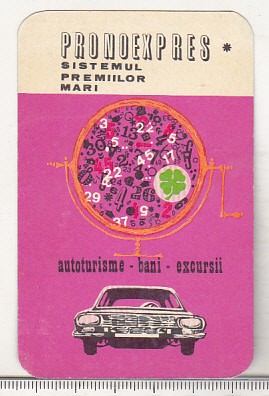 PRONOEXPRES *
SISTEMUL
PREMIILOR
MARI
autoturisme - bani - excursii